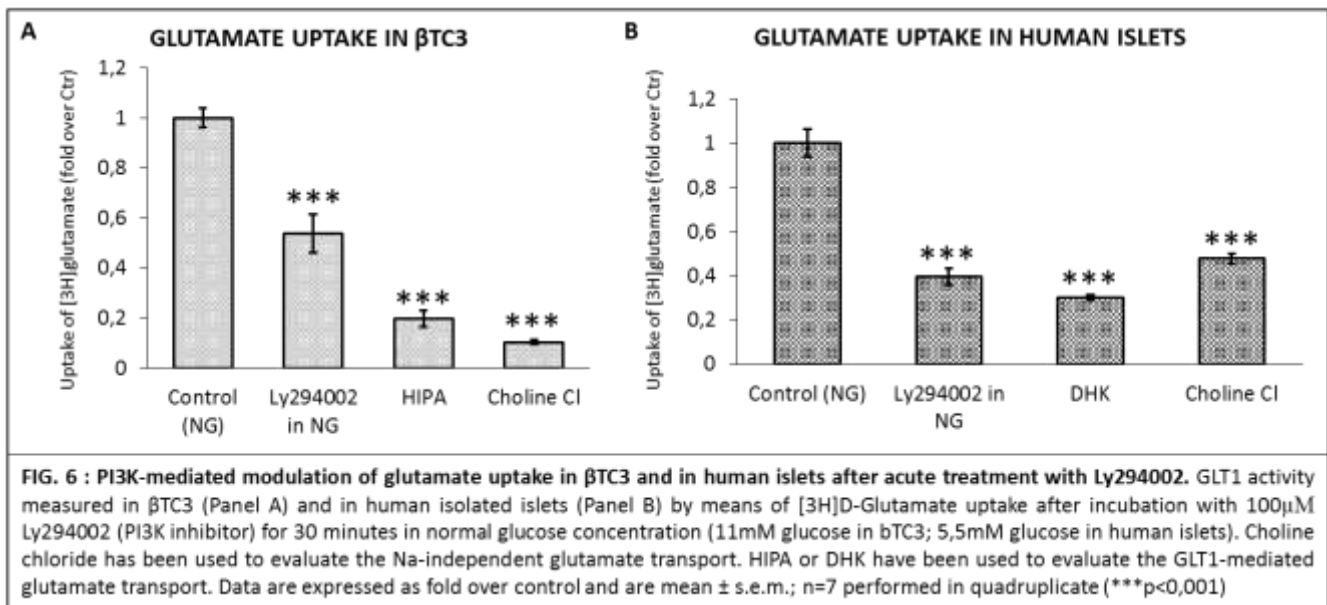 A
GLUTAMATE UPTAKE IN βTC3
Uptake of [3H]glutamate (fold over Ctr)
1,2
1
0,8
0,6
0,4
0,2
0
***
***
***
Control
(NG)
Ly294002
in NG
HIPA
Choline Cl
B
GLUTAMATE UPTAKE IN HUMAN ISLETS
Uptake of [3H]glutamate (fold over Ctr)
1,2
1
0,8
0,6
0,4
0,2
0
***
***
***
Control (NG)
Ly294002 in
NG
DHK
Choline Cl
FIG. 6 : PI3K-mediated modulation of glutamate uptake in βTC3 and in human islets after acute treatment with Ly294002. GLT1 activity
measured in βTC3 (Panel A) and in human isolated islets (Panel B) by means of [3H]D-Glutamate uptake after incubation with 100μM
Ly294002 (PI3K inhibitor) for 30 minutes in normal glucose concentration (11mM glucose in bTC3; 5,5mM glucose in human islets). Choline
chloride has been used to evaluate the Na-independent glutamate transport. HIPA or DHK have been used to evaluate the GLT1-mediated
glutamate transport. Data are expressed as fold over control and are mean ± s.e.m.; n=7 performed in quadruplicate (***p<0,001)